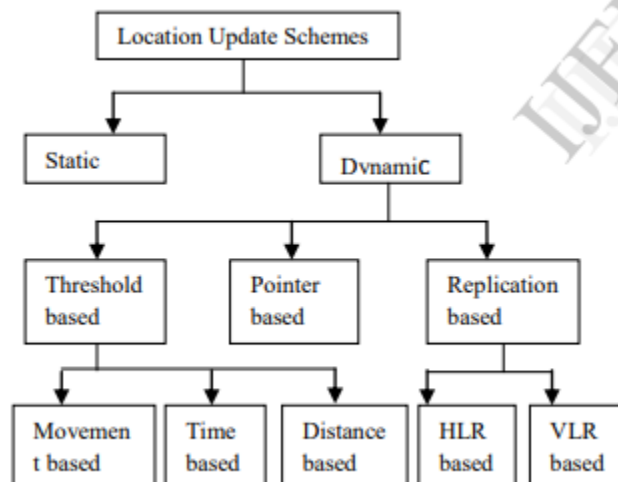 Location Update Schemes
Static
Dvnamic
Threshold
based
Pointer
based
Replication
based
Movemen
t based
Time
based
Distance
based
HLR
based
VLR
based